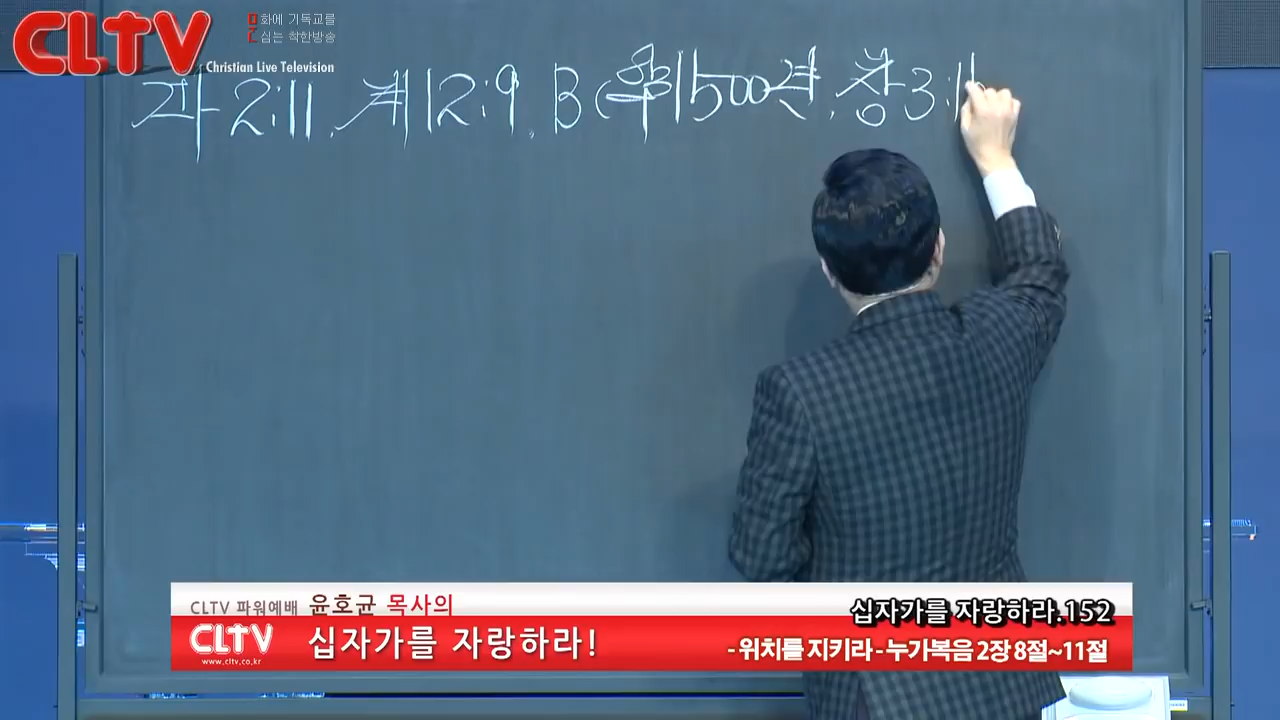 CLTV
문화에 기독교를
심는 착한방송
Christian Live Television
고 2:11, 계 12:9, B 1500년, 창 3:1
CLTV 파워예배 윤호균 목사의
십자가를 자랑하라.152
CLTV
www.cltv.co.kr
십자가를 자랑하라!
- 위치를 지키라 - 누가복음 2장 8절~11절